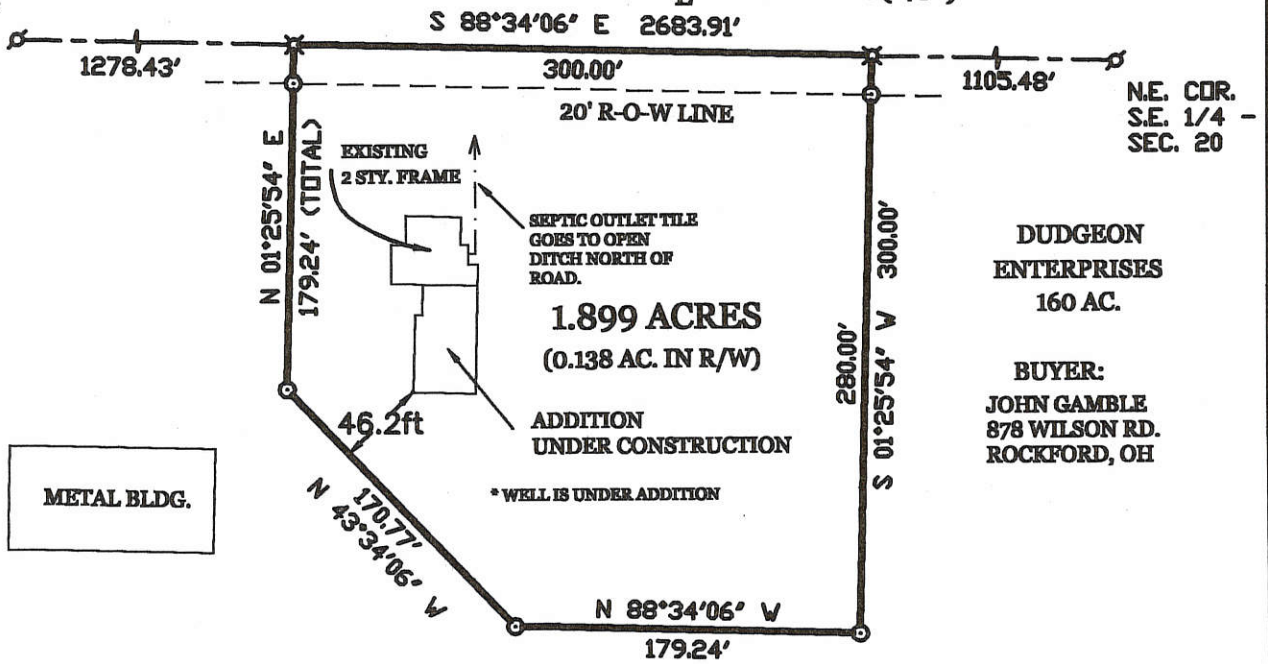 S 88°34'06" E 2683.91'
1278.43'
300.00'
1105.48'
20' R-O-W LINE
N.E. COR.
S.E. 1/4 -
SEC. 20
N 01°25'54" E
179.24' (TOTAL)
EXISTING
2 STY. FRAME
SEPTIC OUTLET TILE
GOES TO OPEN
DITCH NORTH OF
ROAD.
1.899 ACRES
(0.138 AC. IN R/W)
280.00'
S 01°25'54" W 300.00'
DUDGEON
ENTERPRISES
160 AC.
BUYER:
JOHN GAMBLE
878 WILSON RD.
ROCKFORD, OH
46.2ft
ADDITION
UNDER CONSTRUCTION
* WELL IS UNDER ADDITION
METAL BLDG.
170.77'
N 43°34'06" W
N 88°34'06" W
179.24'